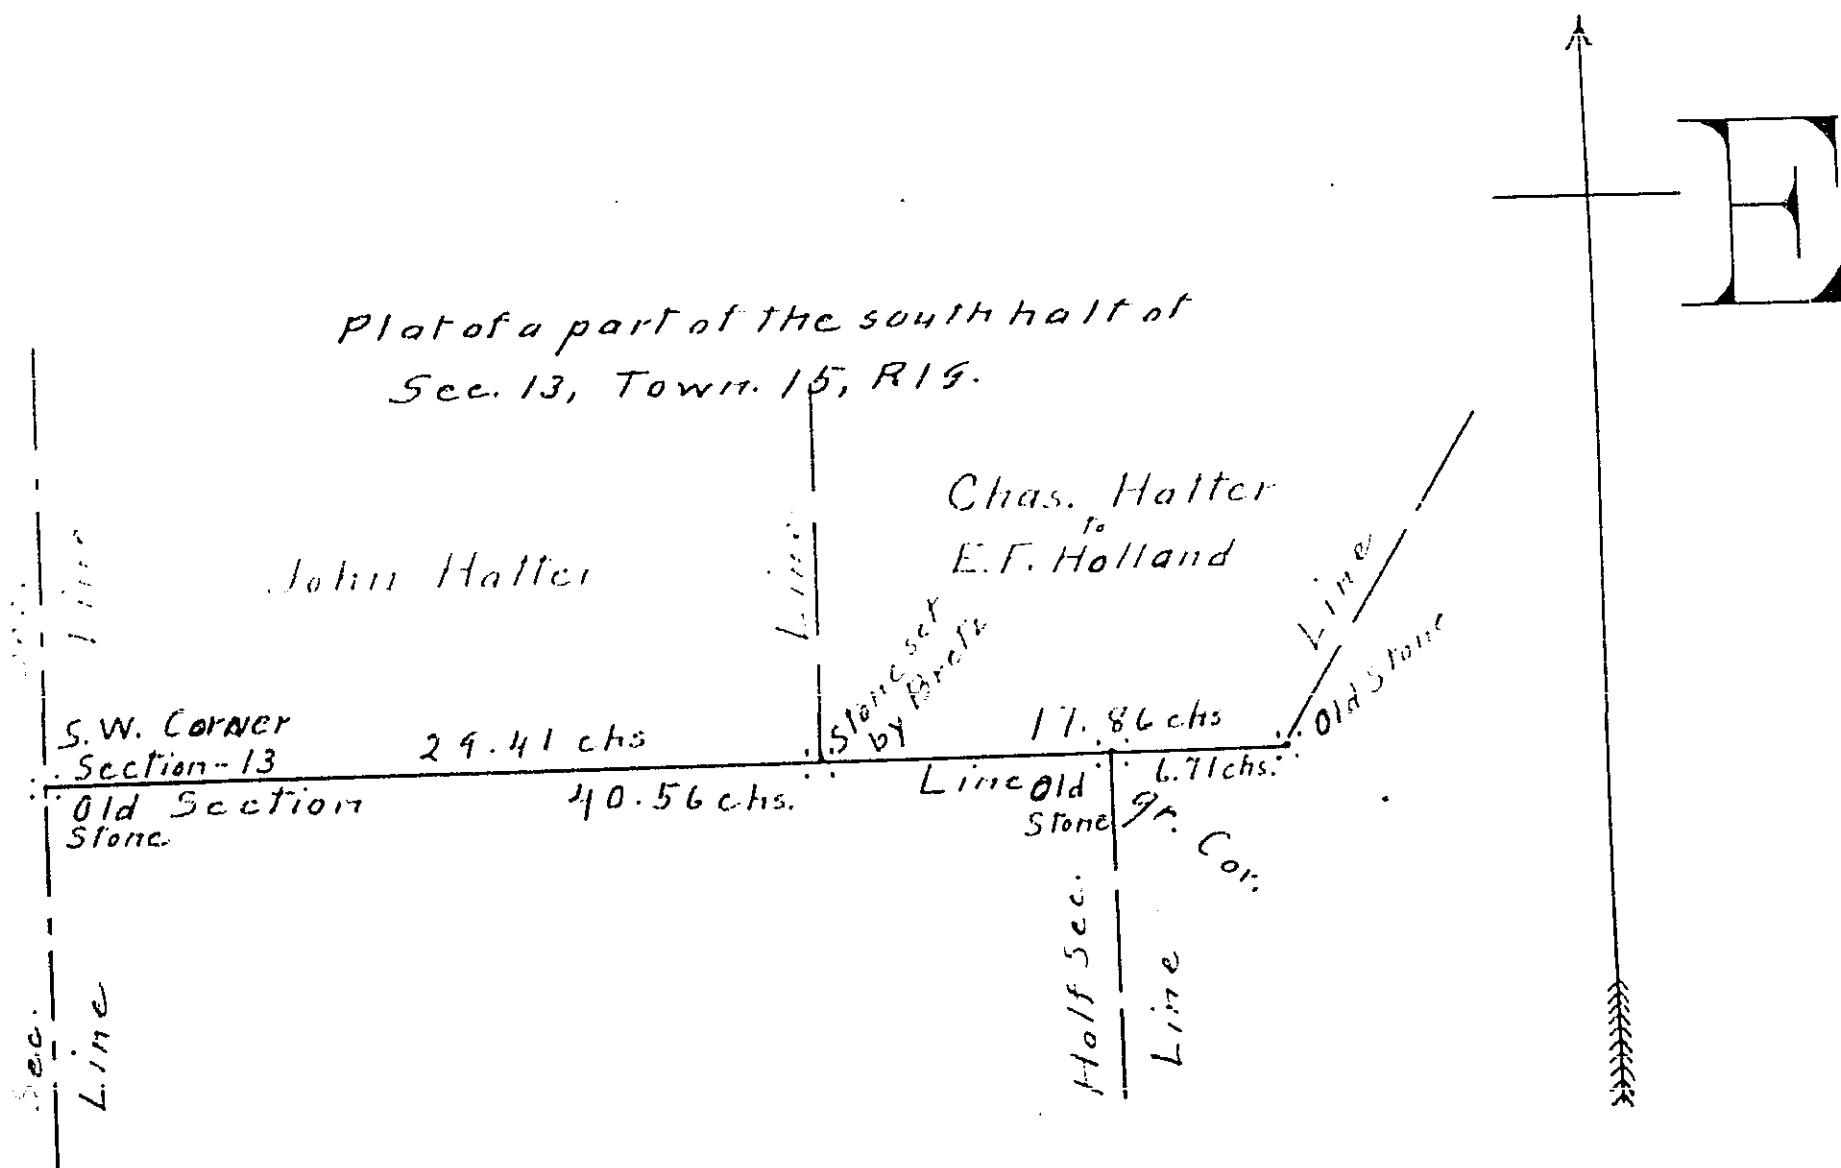 E
Plat of a part of the south half of
Sec. 13, Town. 15, R19.
Chas. Halter
to
E.F. Holland
John Halter
Line
Line
Line
Stone set
by Bretz
Old Stone
S.W. Corner
Section-13
29.41 chs
17.86 chs
Old Section
Stone
40.56 chs.
Line
Old
Stone
6.71 chs.
qr. Cor.
Half Sec.
Line
Sec.
Line